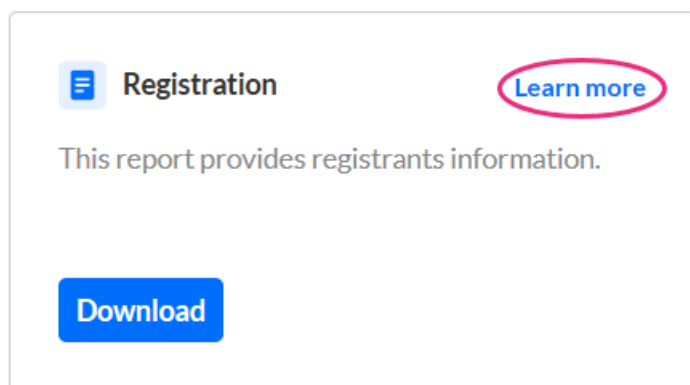 Registration
Learn more
This report provides registrants information.
Download